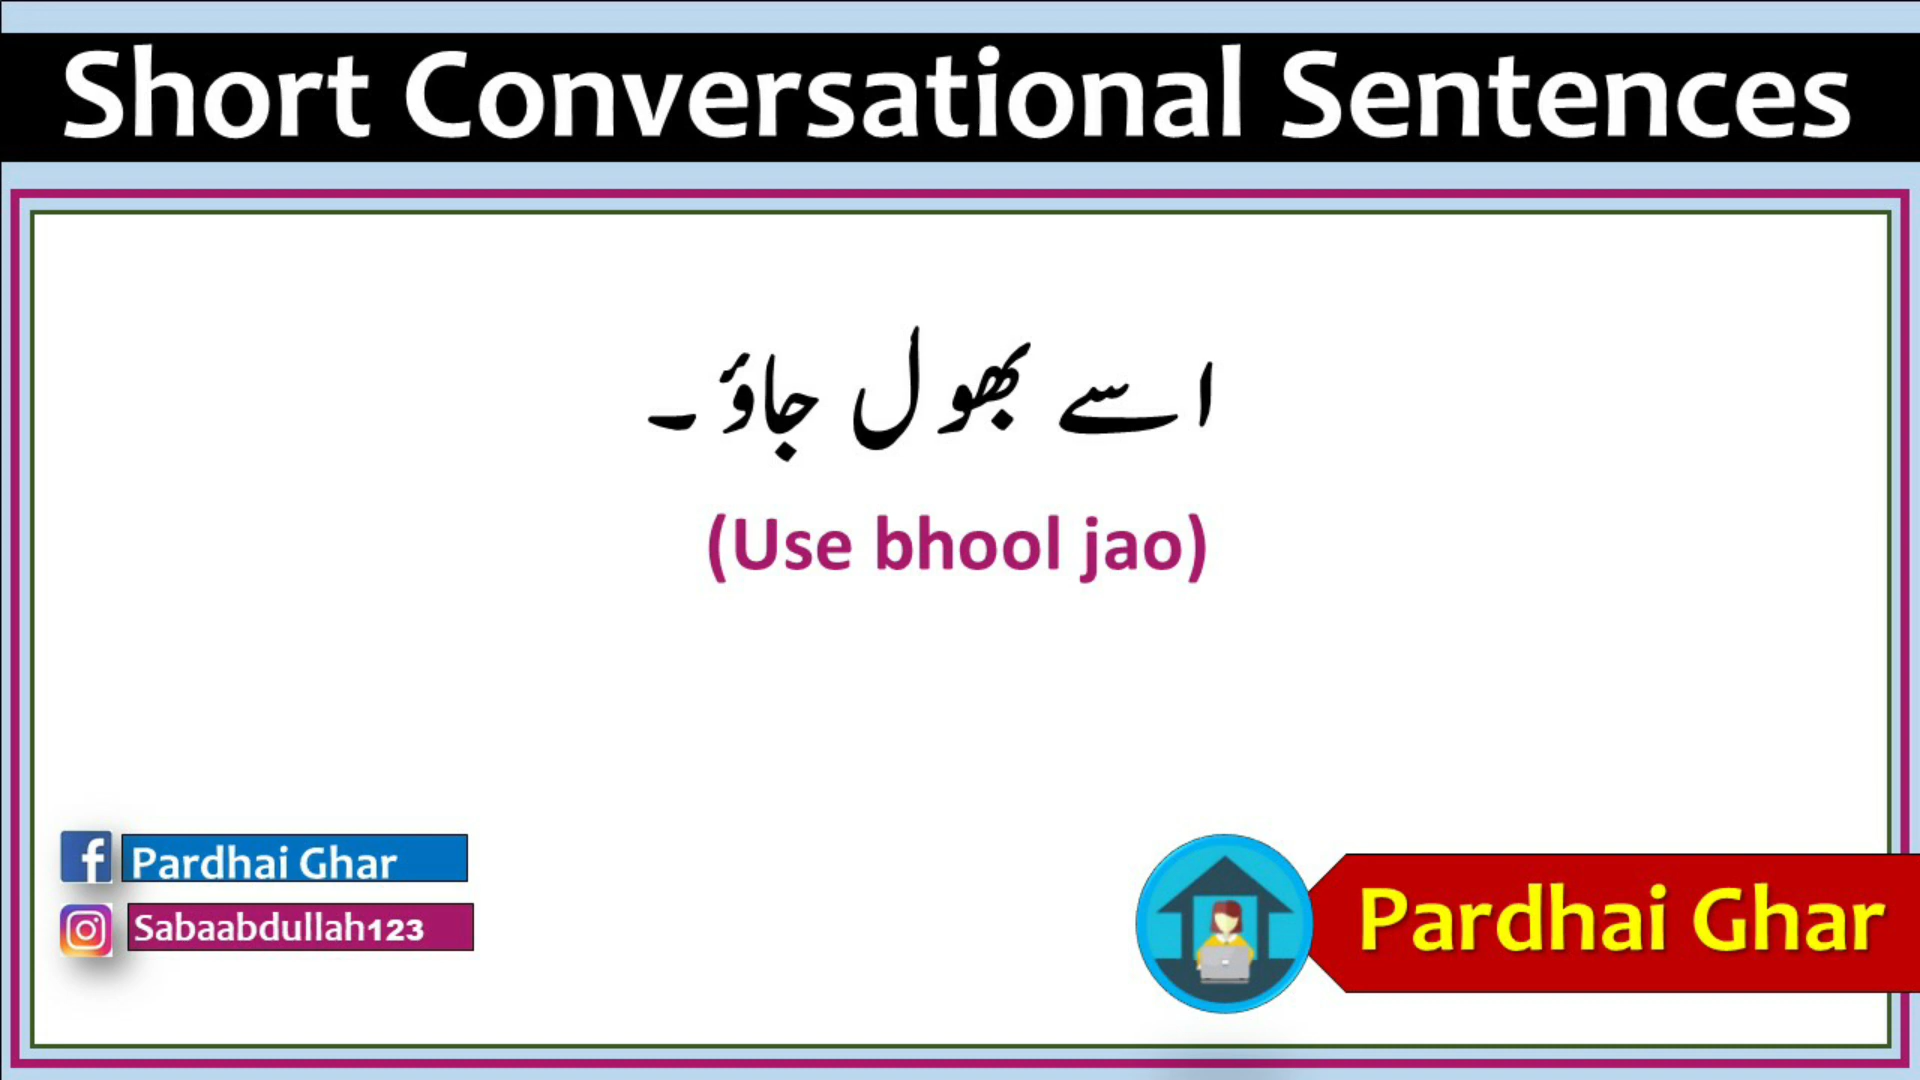 Short Conversational Sentences
اسے بھول جاؤ۔
(Use bhool jao)
Pardhai Ghar
Sabaabdullah123
Pardhai Ghar